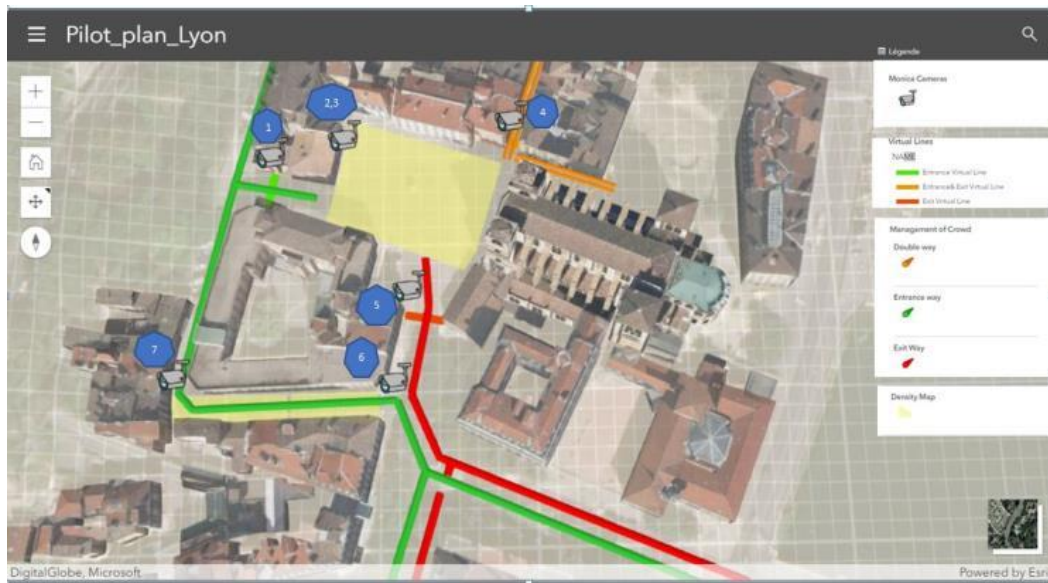 Pilot_plan_Lyon
Légende
Monica Cameras
Virtual Lines
NAME
Entrance Virtual Line
Entrance& Exit Virtual Line
Exit Virtual Line
Managament of Crowd
Double way
Entrance way
Exit Way
Density Map
1
2,3
4
5
6
7
DigitalGlobe, Microsoft
Powered by Esri